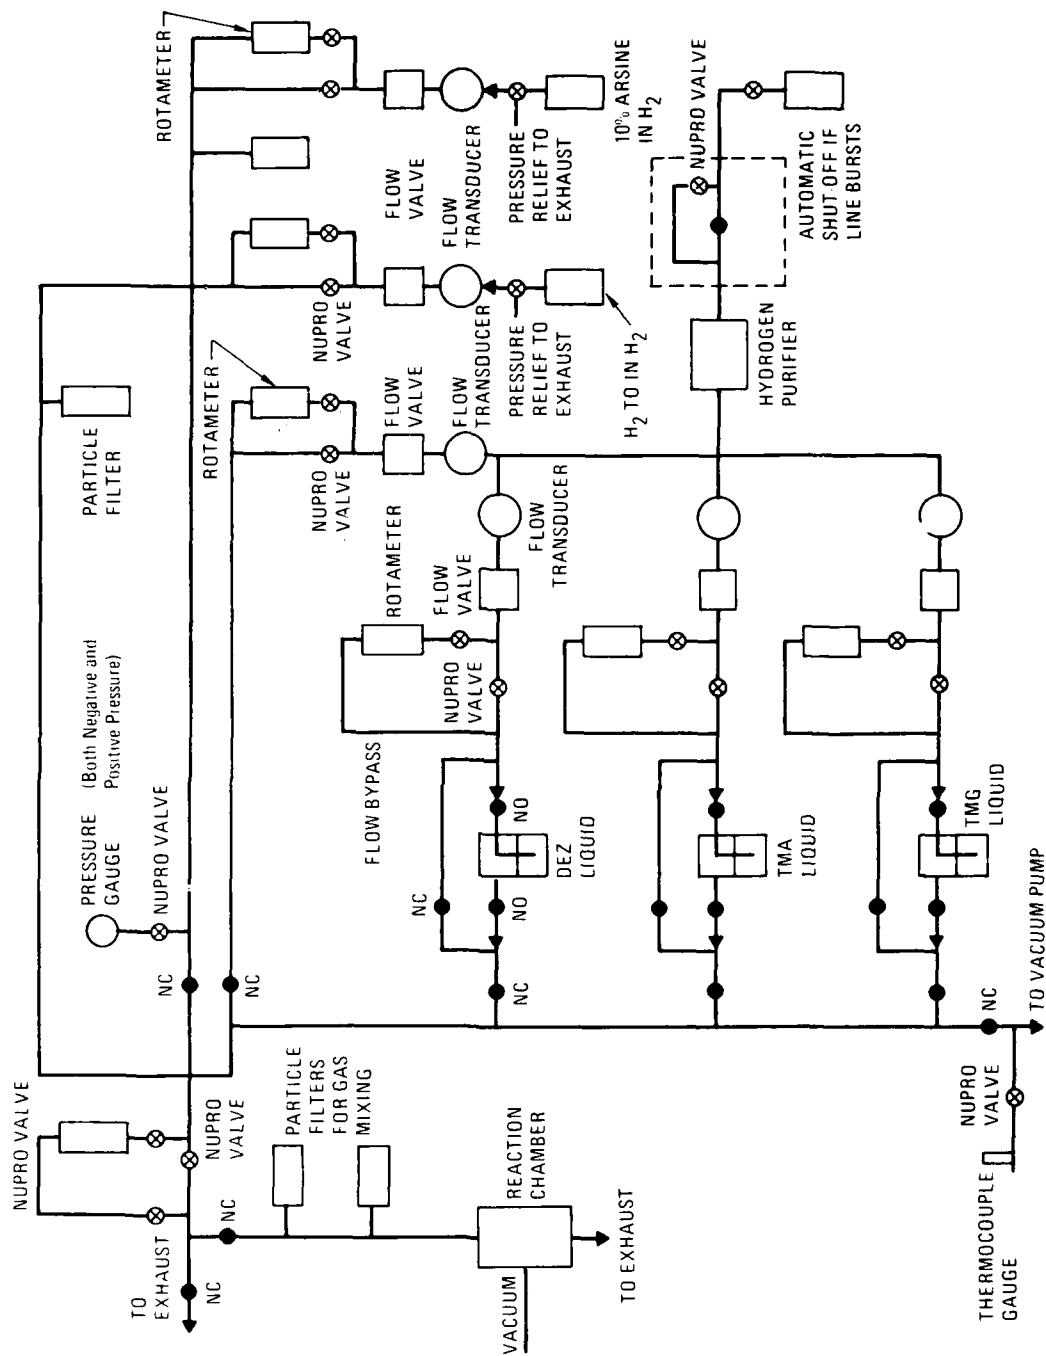 ROTAMETER
NUPRO VALVE
FLOW
VALVE
FLOW
TRANSDUCER
PRESSURE
RELIEF TO
EXHAUST
10% ARSINE
IN H2
AUTOMATIC
SHUT-OFF IF
LINE BURSTS
NUPRO
VALVE
FLOW
TRANSDUCER
PRESSURE
RELIEF TO
EXHAUST
H2 TO IN H2
HYDROGEN
PURIFIER
PARTICLE
FILTER
ROTAMETER
NUPRO
VALVE
FLOW
VALVE
FLOW
TRANSDUCER
ROTAMETER
FLOW
VALVE
NUPRO
VALVE
FLOW BYPASS
PRESSURE
GAUGE
(Both Negative and
Positive Pressure)
NUPRO VALVE
NC
NC
NC
NO
NO
NC
DEZ
LIQUID
TMA
LIQUID
TMG
LIQUID
NC
TO VACUUM PUMP
NUPRO
VALVE
THERMOCOUPLE
GAUGE
NUPRO VALVE
NUPRO
VALVE
PARTICLE
FILTERS
FOR GAS
MIXING
NC
TO
EXHAUST
NC
REACTION
CHAMBER
VACUUM
TO EXHAUST
FLOW
TRANSDUCER